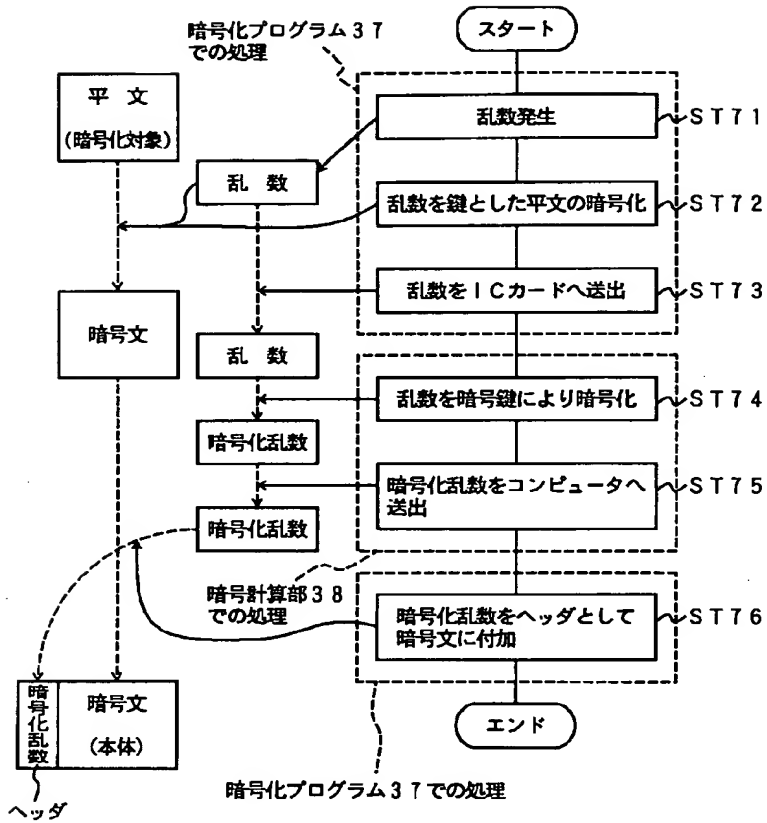 暗号化プログラム37
での処理
スタート
平　文
(暗号化対象)
乱数発生
ST71
乱　数
乱数を鍵とした平文の暗号化
ST72
乱数をICカードへ送出
ST73
暗号文
乱　数
乱数を暗号鍵により暗号化
ST74
暗号化乱数
暗号化乱数をコンピュータへ
送出
ST75
暗号化乱数
暗号計算部38
での処理
暗号化乱数をヘッダとして
暗号文に付加
ST76
暗号化乱数
暗号文
(本体)
エンド
暗号化プログラム37での処理
ヘッダ